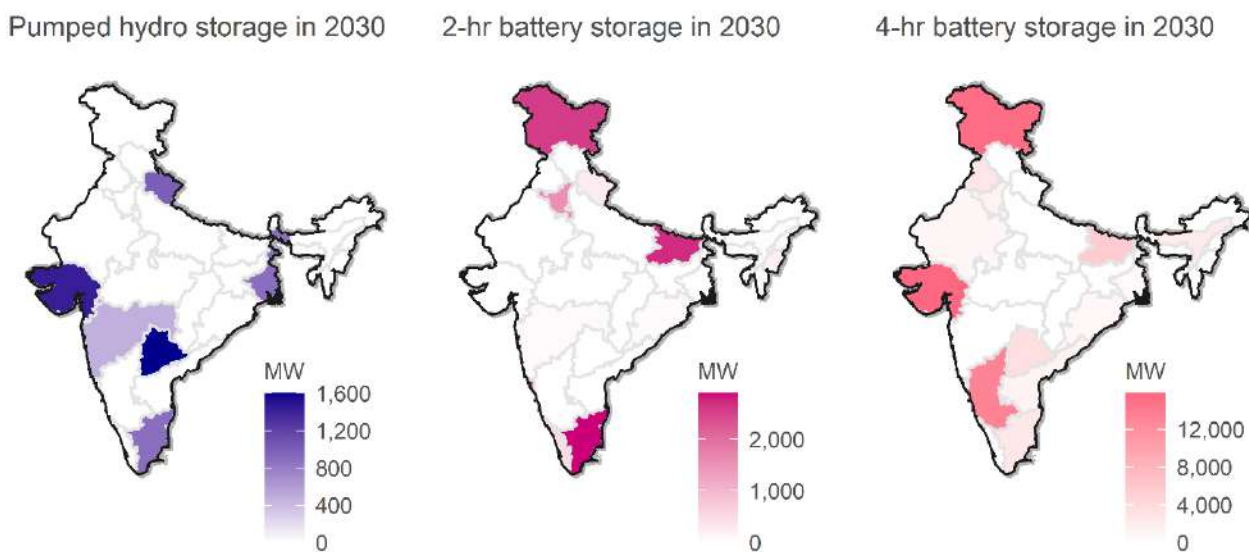 Pumped hydro storage in 2030
2-hr battery storage in 2030
4-hr battery storage in 2030
MW
1,600
1,200
800
400
0
MW
2,000
1,000
0
MW
12,000
8,000
4,000
0